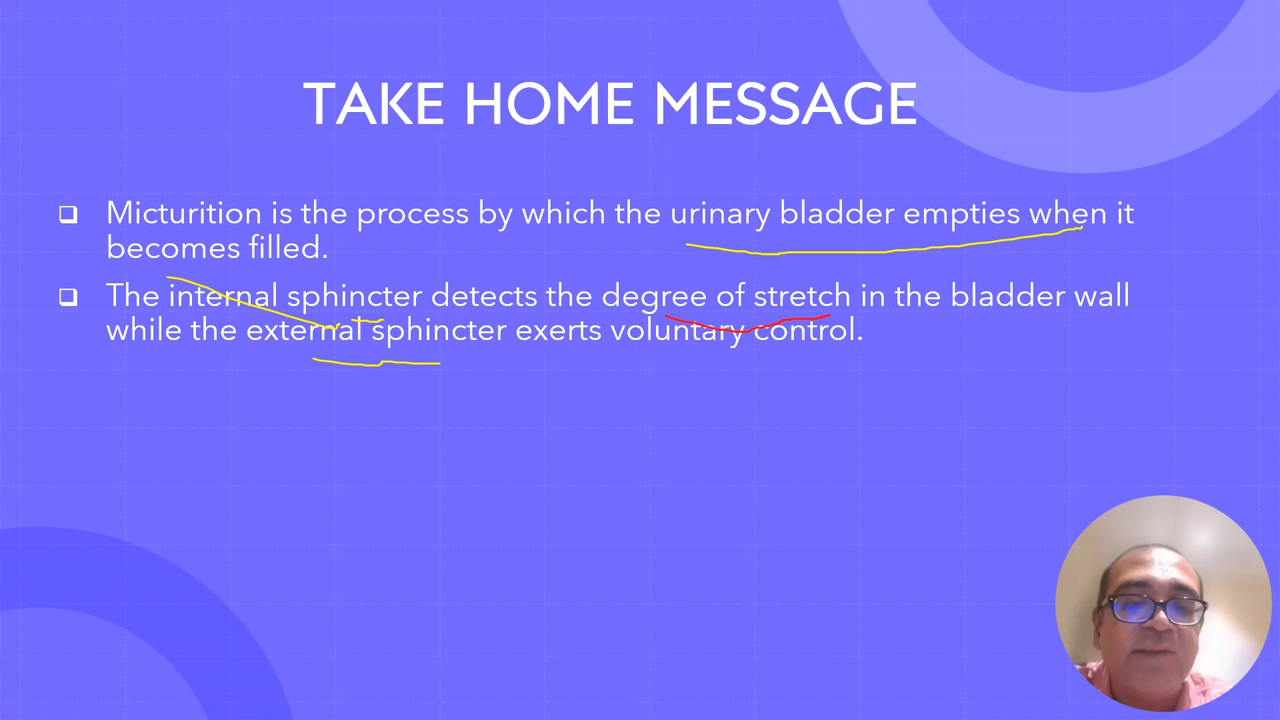 TAKE HOME MESSAGE
❑ Micturition is the process by which the urinary bladder empties when it
becomes filled.
❑ The internal sphincter detects the degree of stretch in the bladder wall
while the external sphincter exerts voluntary control.